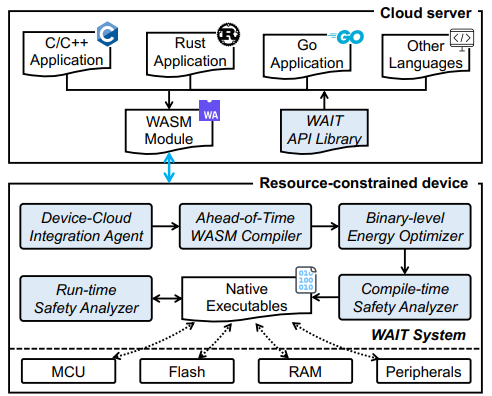 Cloud server
C/C++
Application
Rust
Application
Go
Application
Other
Languages
C
R
GO
</>
WASM
Module
WA
WAIT
API Library
Resource-constrained device
Device-Cloud
Integration Agent
Ahead-of-Time
WASM Compiler
Binary-level
Energy Optimizer
Run-time
Safety Analyzer
Native
Executables
010
100
010
Compile-time
Safety Analyzer
WAIT System
MCU
Flash
RAM
Peripherals